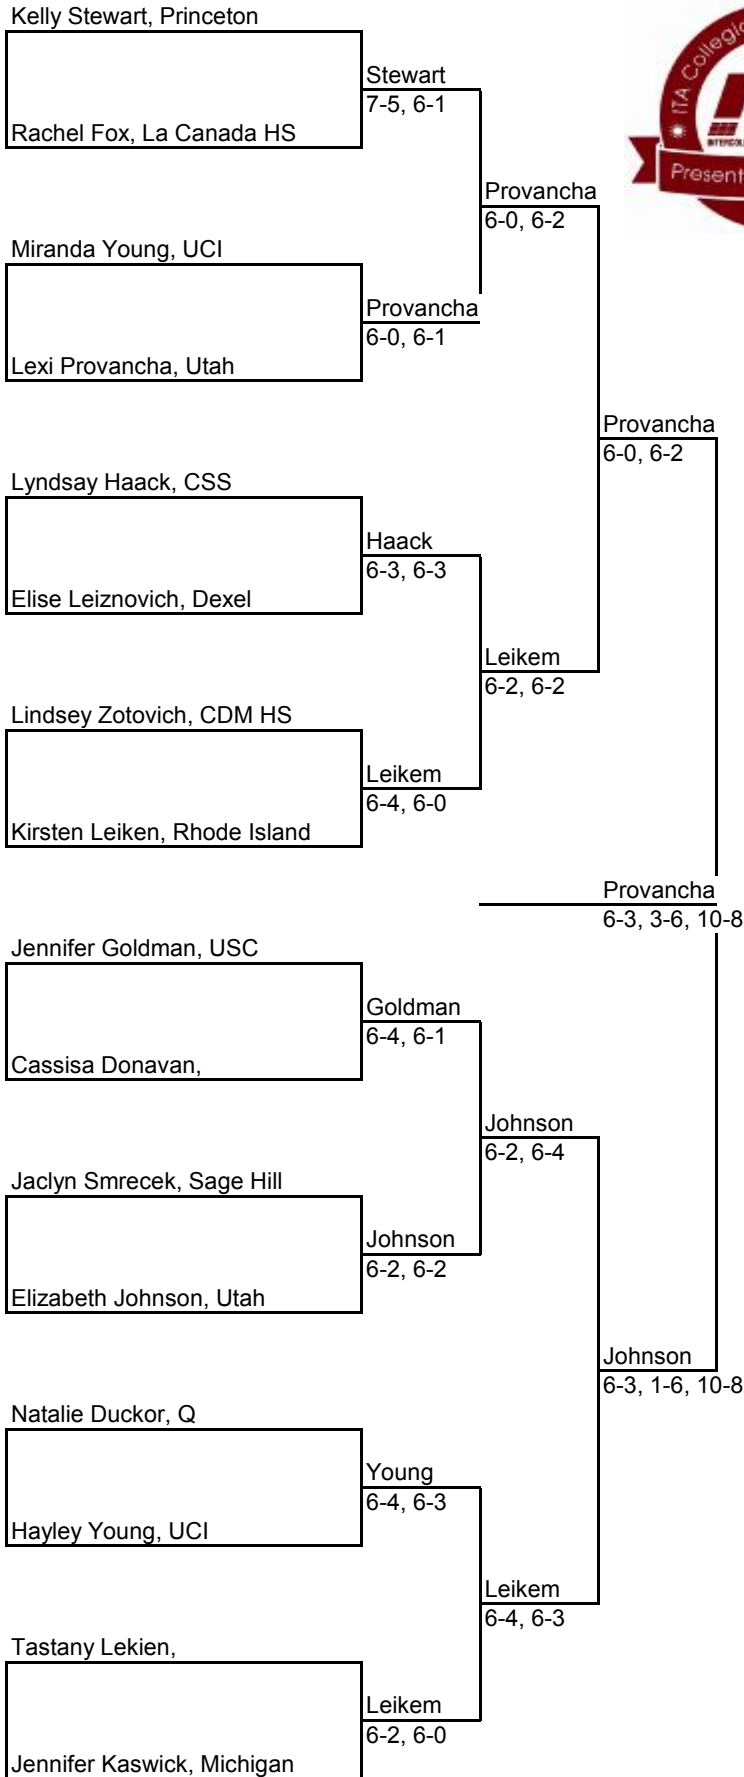 Kelly Stewart, Princeton
ITA Collegia
Stewart
7-5, 6-1
Rachel Fox, La Canada HS
Present
Provancha
6-0, 6-2
Miranda Young, UCI
Provancha
6-0, 6-1
Lexi Provancha, Utah
Provancha
6-0, 6-2
Lyndsay Haack, CSS
Haack
6-3, 6-3
Elise Leiznovich, Dexel
Leikem
6-2, 6-2
Lindsey Zotovich, CDM HS
Leikem
6-4, 6-0
Kirsten Leiken, Rhode Island
Provancha
6-3, 3-6, 10-8
Jennifer Goldman, USC
Goldman
6-4, 6-1
Cassisa Donavan,
Johnson
6-2, 6-4
Jaclyn Smrecek, Sage Hill
Johnson
6-2, 6-2
Elizabeth Johnson, Utah
Johnson
6-3, 1-6, 10-8
Natalie Duckor, Q
Young
6-4, 6-3
Hayley Young, UCI
Leikem
6-4, 6-3
Tastany Lekien,
Leikem
6-2, 6-0
Jennifer Kaswick, Michigan